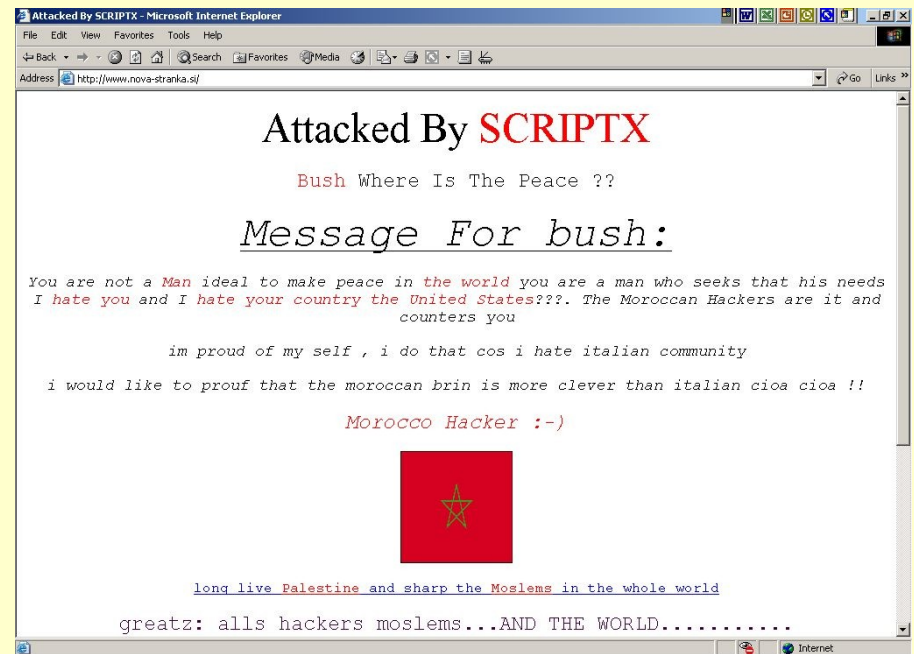 Attacked By SCRIPTX - Microsoft Internet Explorer
File Edit View Favorites Tools Help
Back Search Favorites Media
Address http://www.nova-stranka.si/ Go Links »
Attacked By SCRIPTX
Bush Where Is The Peace ??
Message For bush:
You are not a Man ideal to make peace in the world you are a man who seeks that his needs
I hate you and I hate your country the United States???. The Moroccan Hackers are it and
counters you
im proud of my self , i do that cos i hate italian community
i would like to prouf that the moroccan brin is more clever than italian cioa cioa !!
Morocco Hacker :-)
long live Palestine and sharp the Moslems in the whole world
greatz: alls hackers moslems...AND THE WORLD...........
Internet